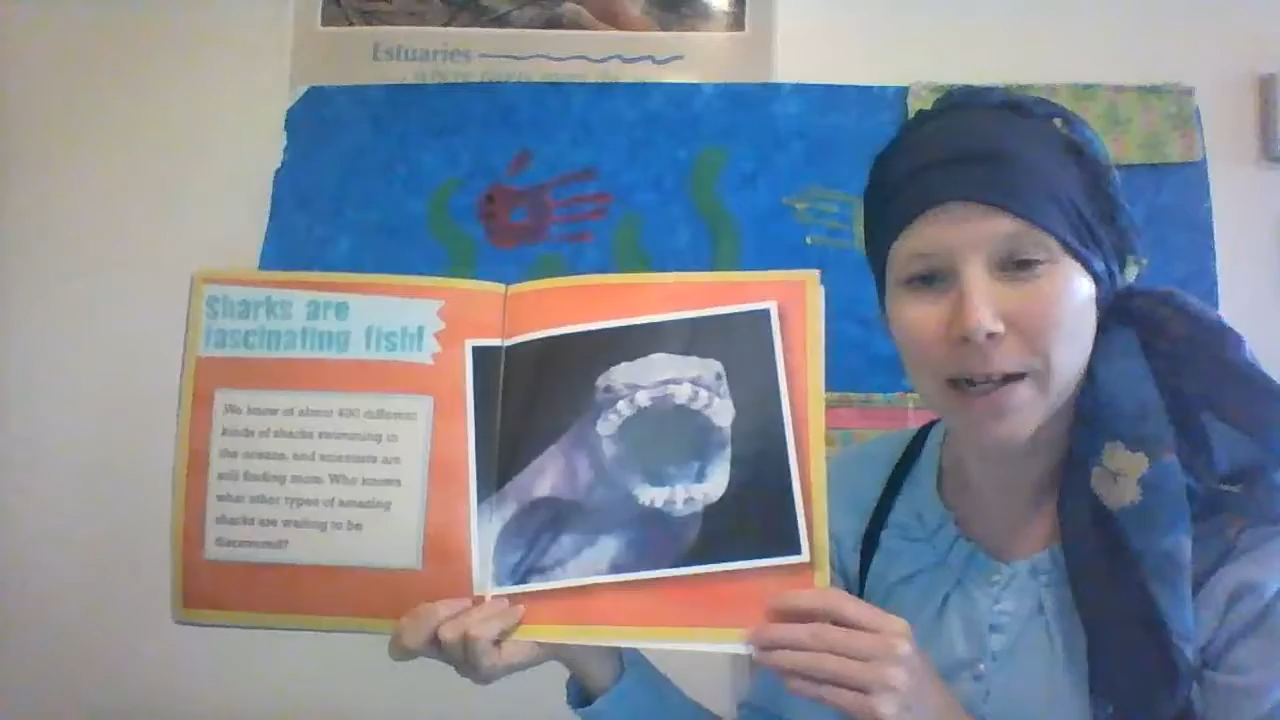 Estuaries
Sharks are
fascinating fish!
We know of about 400 different
kinds of sharks swimming in
the oceans, and scientists are
still finding more. Who knows
what other types of amazing
sharks are waiting to be
discovered?